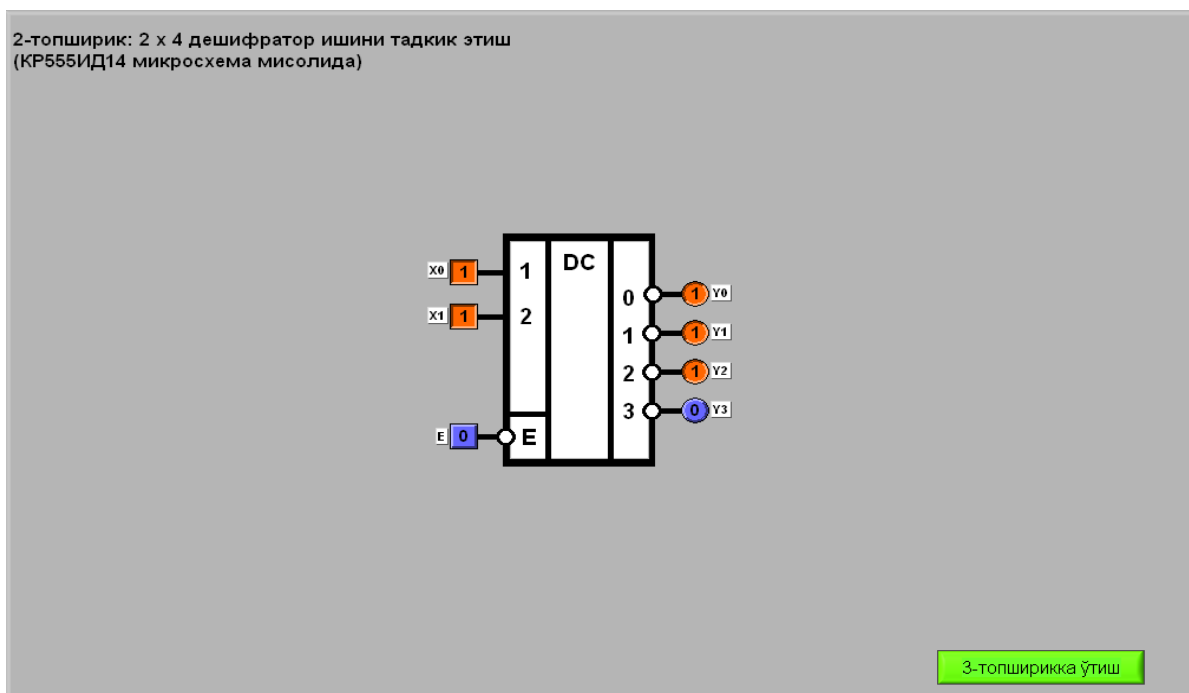 2-топширик: 2 x 4 дешифратор ишини тадкик этиш
(КР555ИД14 микросхема мисолида)
X0 1 1 DC
0 1 Y0
X1 1 2
1 1 Y1
2 1 Y2
3 0 Y3
E 0 E
3-топширикка ўтиш